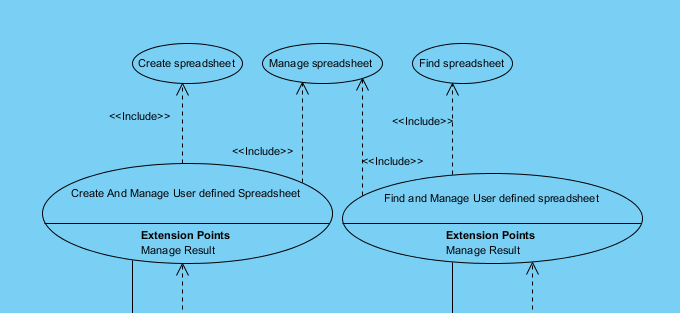 Create spreadsheet
Manage spreadsheet
Find spreadsheet
<<Include>>
<<Include>>
<<Include>>
<<Include>>
Create And Manage User defined Spreadsheet
Find and Manage User defined spreadsheet
Extension Points
Manage Result
Extension Points
Manage Result